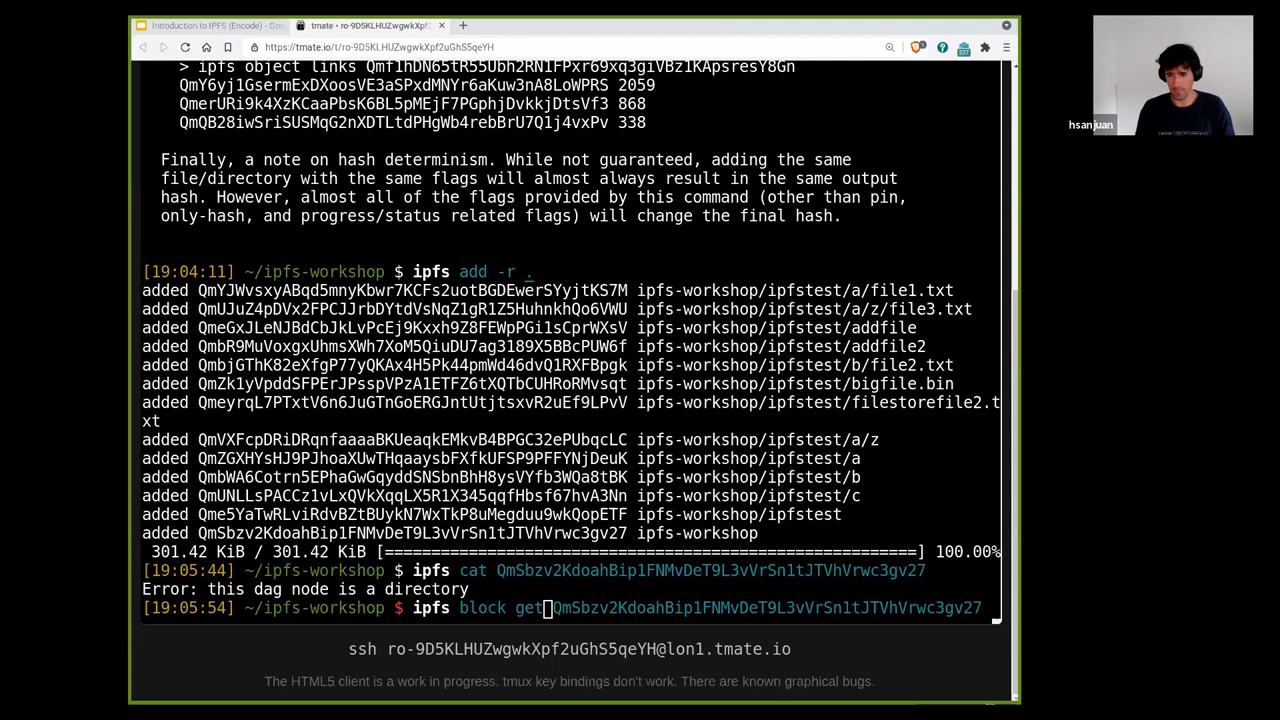 Introduction to IPFS (Encode) - Goo
tmate • ro-9D5KLHUZwgwkXpf2
https://tmate.io/t/ro-9D5KLHUZwgwkXpf2uGhS5qeYH
> ipfs object links Qmf1hDN65tR55Ubh2RN1FPXr69xq3giVBz1KApsresY8Gn
QmY6yj1GsermExDXoosVE3aSPxdMNYr6aKuw3nA8LoWPRS 2059
QmerURi9k4XzKCaaPbsK6BL5pMEjF7PGphjDvkkjDtsVf3 868
QmQB28iwSriSUSMqG2nXDTLtdPHgWb4rebBrU7Q1j4vxPv 338
Finally, a note on hash determinism. While not guaranteed, adding the same
file/directory with the same flags will almost always result in the same output
hash. However, almost all of the flags provided by this command (other than pin,
only-hash, and progress/status related flags) will change the final hash.
[19:04:11] ~/ipfs-workshop $ ipfs add -r .
added QmYJWvsxyABqd5mnyKbwr7KCFs2uotBGDEwerSYyjtKS7M ipfs-workshop/ipfstest/a/file1.txt
added QmUJuZ4pDVx2FPCJJrbDYtdVsNqZ1gR1Z5HuhnkhQo6VWU ipfs-workshop/ipfstest/a/z/file3.txt
added QmeGxJLeNJBdCbJkLvPcEj9Kxxh9Z8FEWpPGi1sCprWXsV ipfs-workshop/ipfstest/addfile
added QmbR9MuVoxgxUhmsXWh7XoM5QiuDU7ag3189X5BBcPUW6f ipfs-workshop/ipfstest/addfile2
added QmbjGThK82eXfgP77yQKAx4H5Pk44pmWd46dvQ1RXFBpgk ipfs-workshop/ipfstest/b/file2.txt
added QmZk1yVpddSFPErJPsspVPzA1ETFZ6tXQTbCUHRoRMvsqt ipfs-workshop/ipfstest/bigfile.bin
added QmeyrqL7PTxtV6n6JuGTnGoERGJntUtjtsxvR2uEf9LPvV ipfs-workshop/ipfstest/filestorefile2.t
xt
added QmVXFcpDRiDRqnfaaaaBKUeaqkEMkvB4BPGC32ePUbqcLC ipfs-workshop/ipfstest/a/z
added QmZGXHYsHJ9PJhoaXUwTHqaaysbFXfkUFSP9PFFYNjDeuK ipfs-workshop/ipfstest/a
added QmbWA6Cotrn5EPhaGwGqyddSNSbnBhH8ysVYfb3WQa8tBK ipfs-workshop/ipfstest/b
added QmUNLLsPACCz1vLxQVkXqqLX5R1X345qqfHbsf67hvA3Nn ipfs-workshop/ipfstest/c
added Qme5YaTwRLviRdvBZtBUykN7WxTkP8uMegduu9wkQopETF ipfs-workshop/ipfstest
added QmSbzv2KdoahBip1FNMvDeT9L3vVrSn1tJTVhVrwc3gv27 ipfs-workshop
301.42 KiB / 301.42 KiB [=========================================================] 100.00%
[19:05:44] ~/ipfs-workshop $ ipfs cat QmSbzv2KdoahBip1FNMvDeT9L3vVrSn1tJTVhVrwc3gv27
Error: this dag node is a directory
[19:05:54] ~/ipfs-workshop $ ipfs block get QmSbzv2KdoahBip1FNMvDeT9L3vVrSn1tJTVhVrwc3gv27
ssh ro-9D5KLHUZwgwkXpf2uGhS5qeYH@lon1.tmate.io
The HTML5 client is a work in progress. tmux key bindings don't work. There are known graphical bugs.
hsanjuan